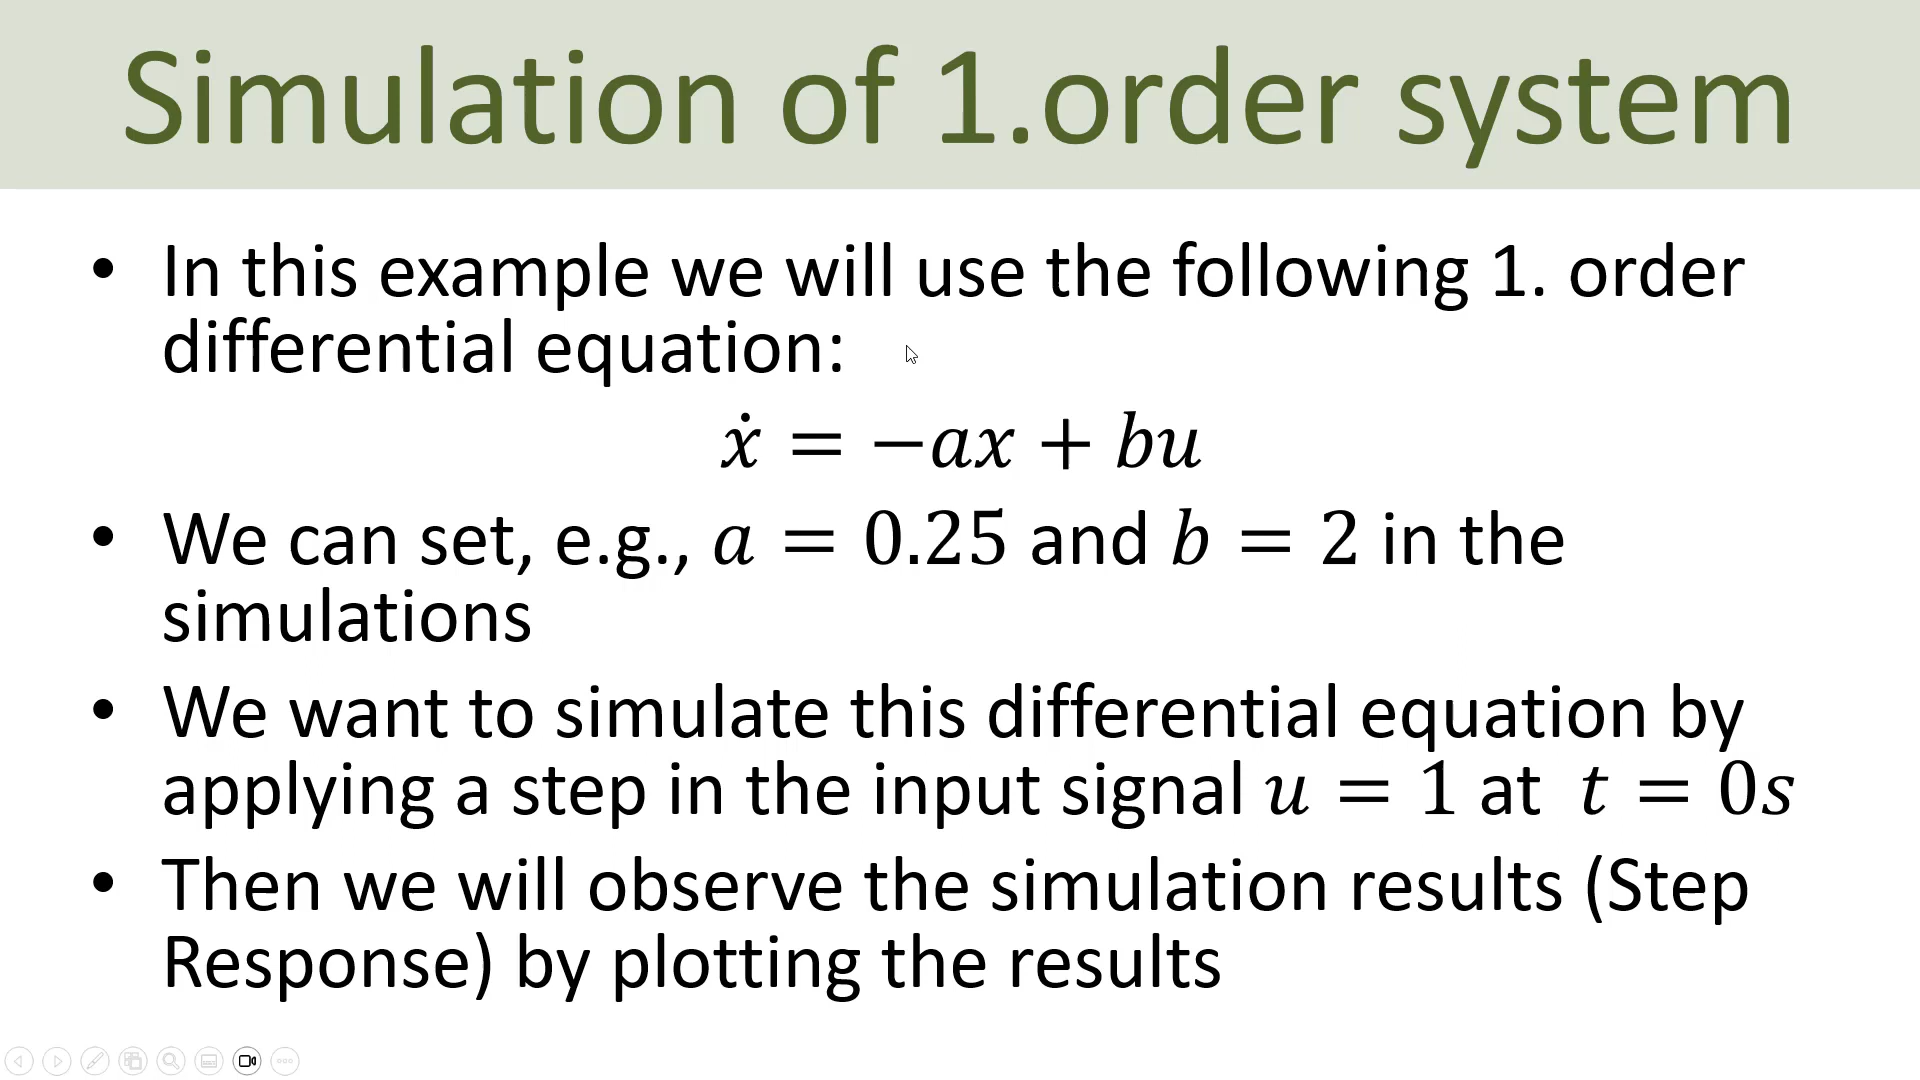 Simulation of 1.order system
• In this example we will use the following 1. order
differential equation:
ẋ = −ax + bu
• We can set, e.g., a = 0.25 and b = 2 in the
simulations
• We want to simulate this differential equation by
applying a step in the input signal u = 1 at t = 0s
• Then we will observe the simulation results (Step
Response) by plotting the results